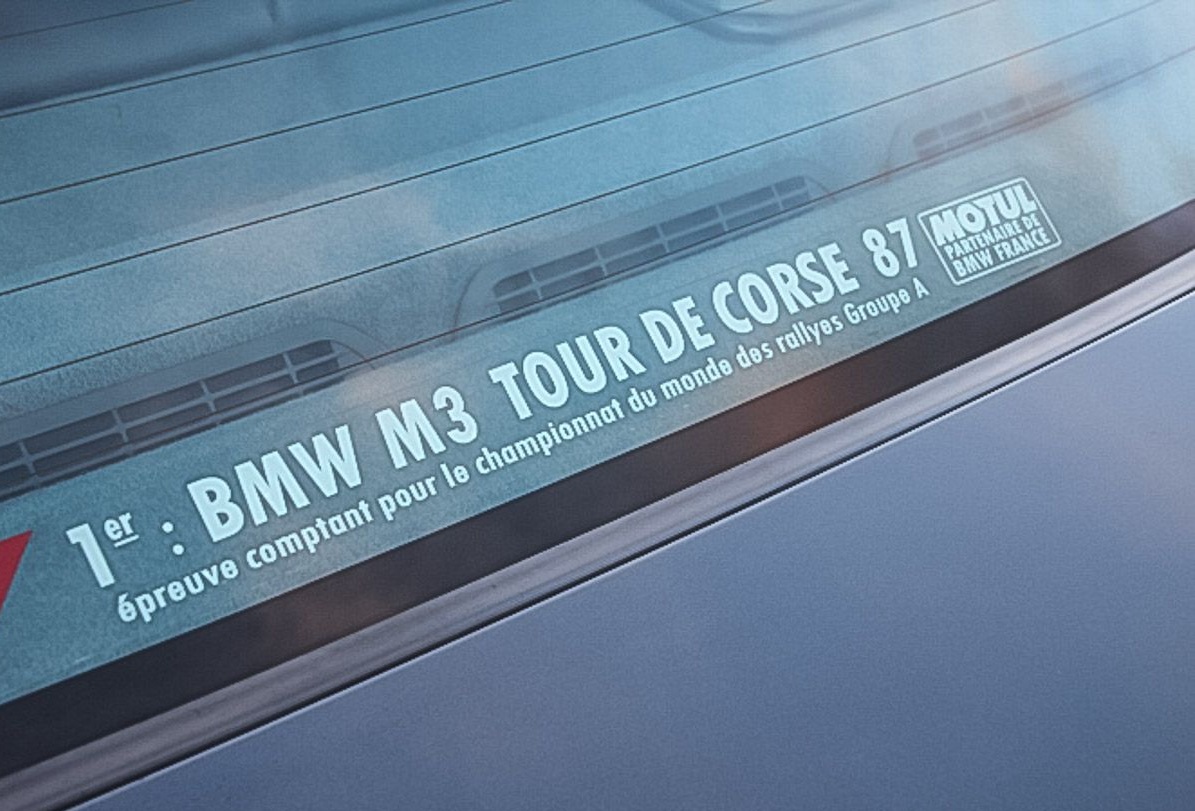 1er : BMW M3 TOUR DE CORSE 87
épreuve comptant pour le championnat du monde des rallyes Groupe A
MOTUL
PARTENAIRE DE
BMW FRANCE